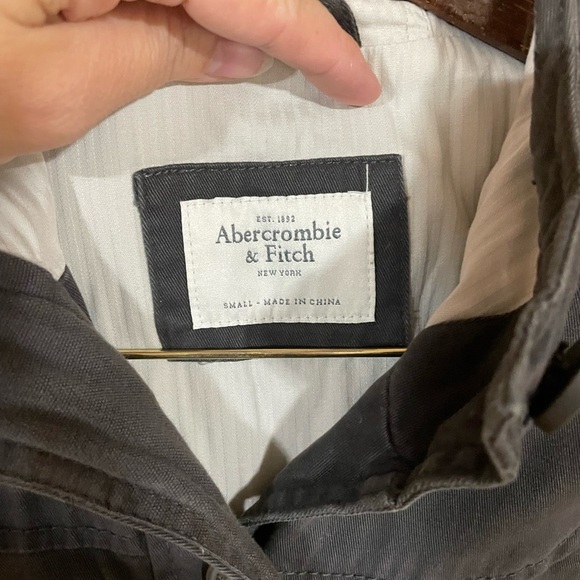 EST. 1892
Abercrombie
& Fitch
NEW YORK
SMALL - MADE IN CHINA